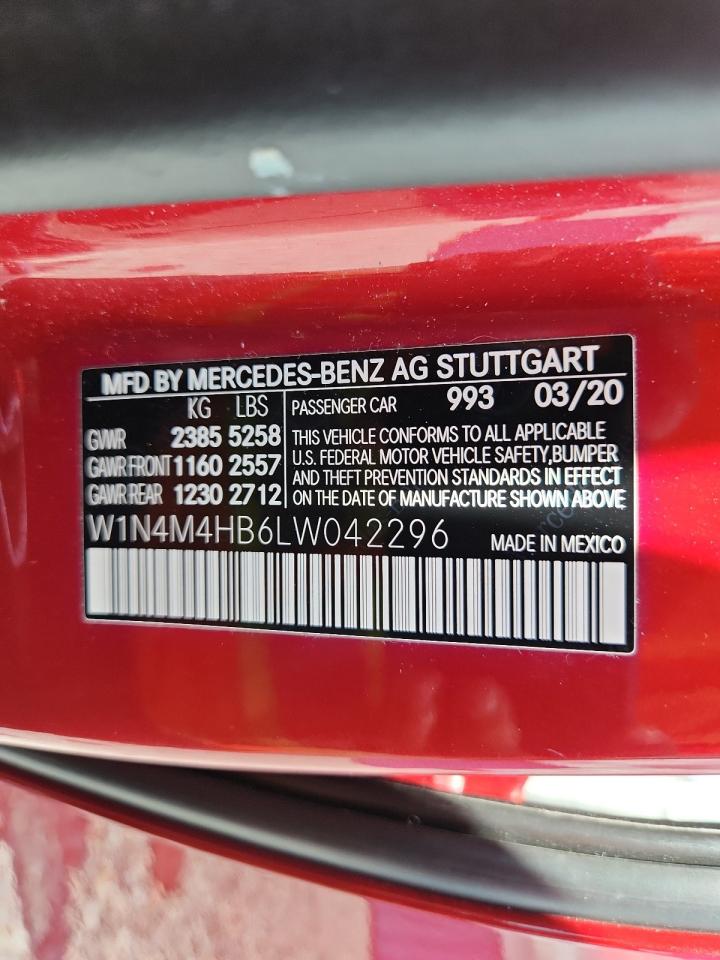 MFD BY MERCEDES-BENZ AG STUTTGART
KG LBS
GVWR 2385 5258
GAWR FRONT 1160 2557
GAWR REAR 1230 2712
PASSENGER CAR 993 03/20
THIS VEHICLE CONFORMS TO ALL APPLICABLE
U.S. FEDERAL MOTOR VEHICLE SAFETY,BUMPER
AND THEFT PREVENTION STANDARDS IN EFFECT
ON THE DATE OF MANUFACTURE SHOWN ABOVE
W1N4M4HB6LW042296
MADE IN MEXICO